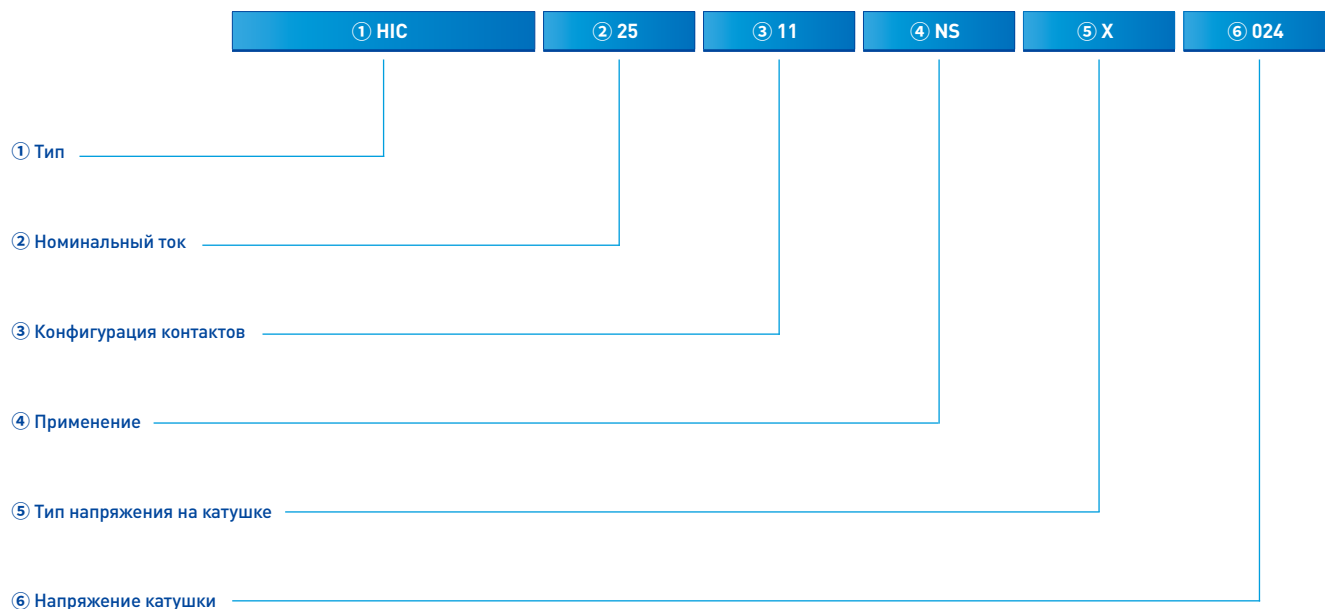 ① HIC ② 25 ③ 11 ④ NS ⑤ X ⑥ 024
① Тип
② Номинальный ток
③ Конфигурация контактов
④ Применение
⑤ Тип напряжения на катушке
⑥ Напряжение катушки